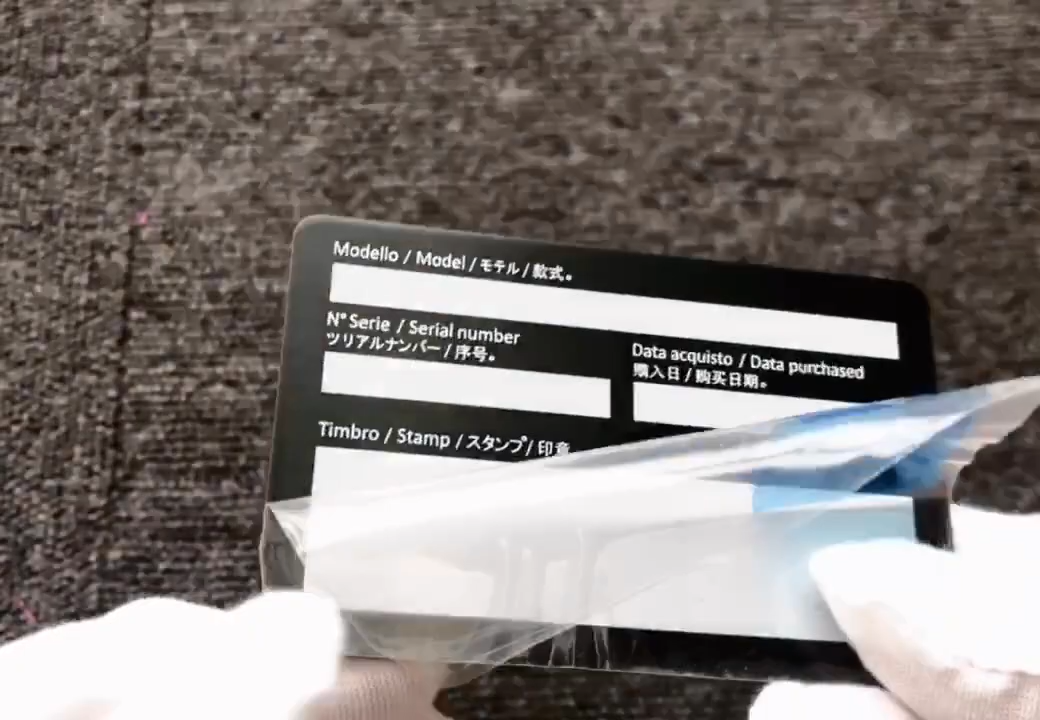 Modello / Model / モデル / 款式。
N° Serie / Serial number
ツリアルナンバー / 序号。
Data acquisto / Data purchased
購入日 / 购买日期。
Timbro / Stamp / スタンプ / 印章